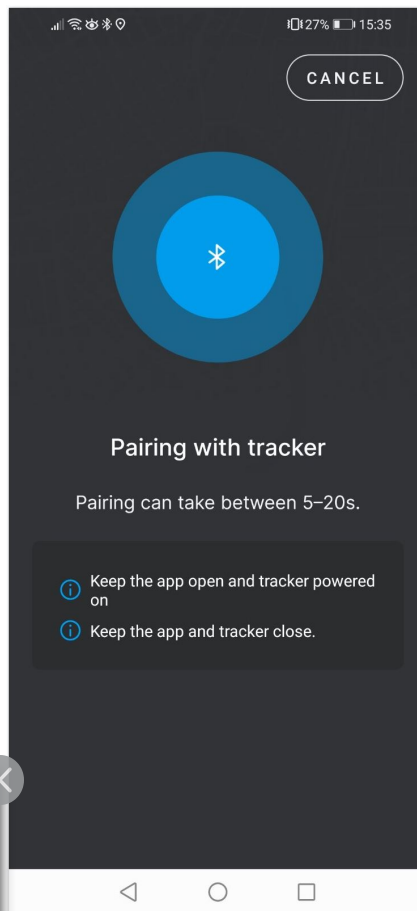 27% 15:35
CANCEL
Pairing with tracker
Pairing can take between 5–20s.
Keep the app open and tracker powered
on
Keep the app and tracker close.